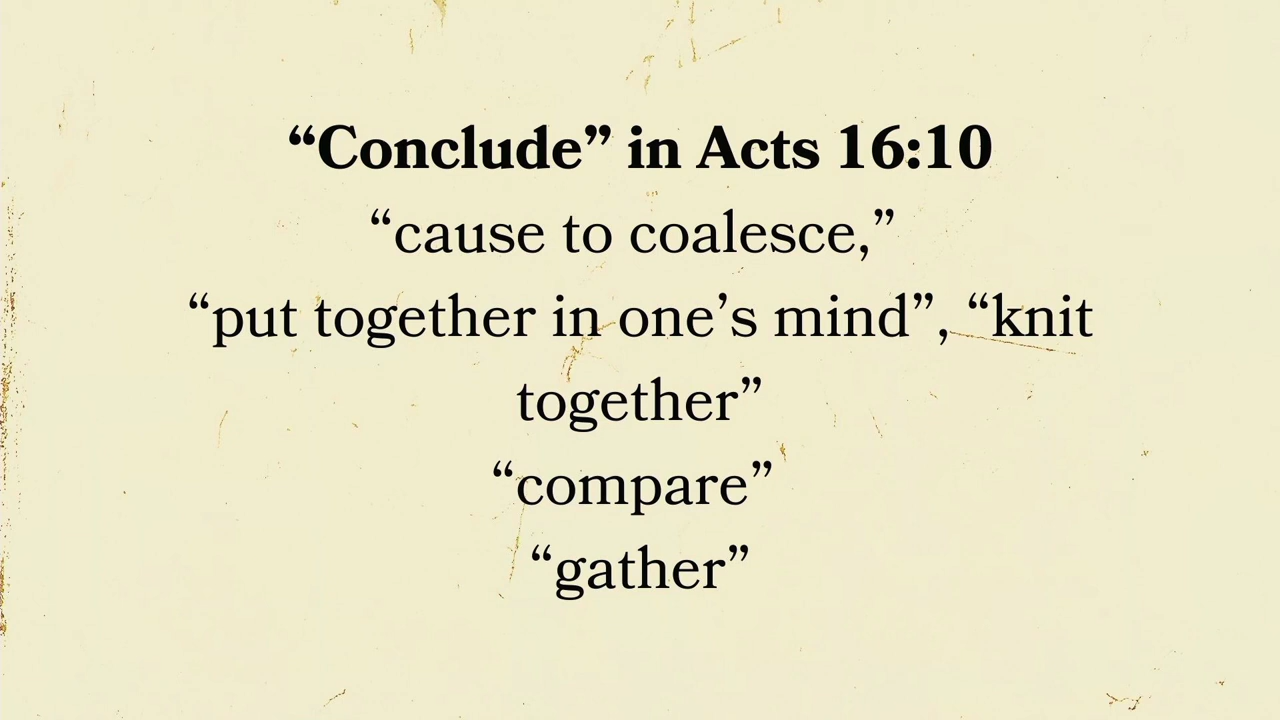 “Conclude” in Acts 16:10
“cause to coalesce,”
“put together in one’s mind”, “knit
together”
“compare”
“gather”